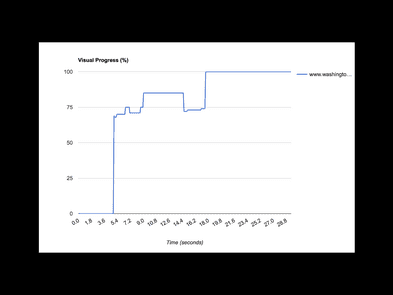 Visual Progress (%)
100
www.washingto...
75
50
25
0
0.0 1.8 3.6 5.4 7.2 9.0 10.8 12.6 14.4 16.2 18.0 19.8 21.6 23.4 25.2 27.0 28.8
Time (seconds)